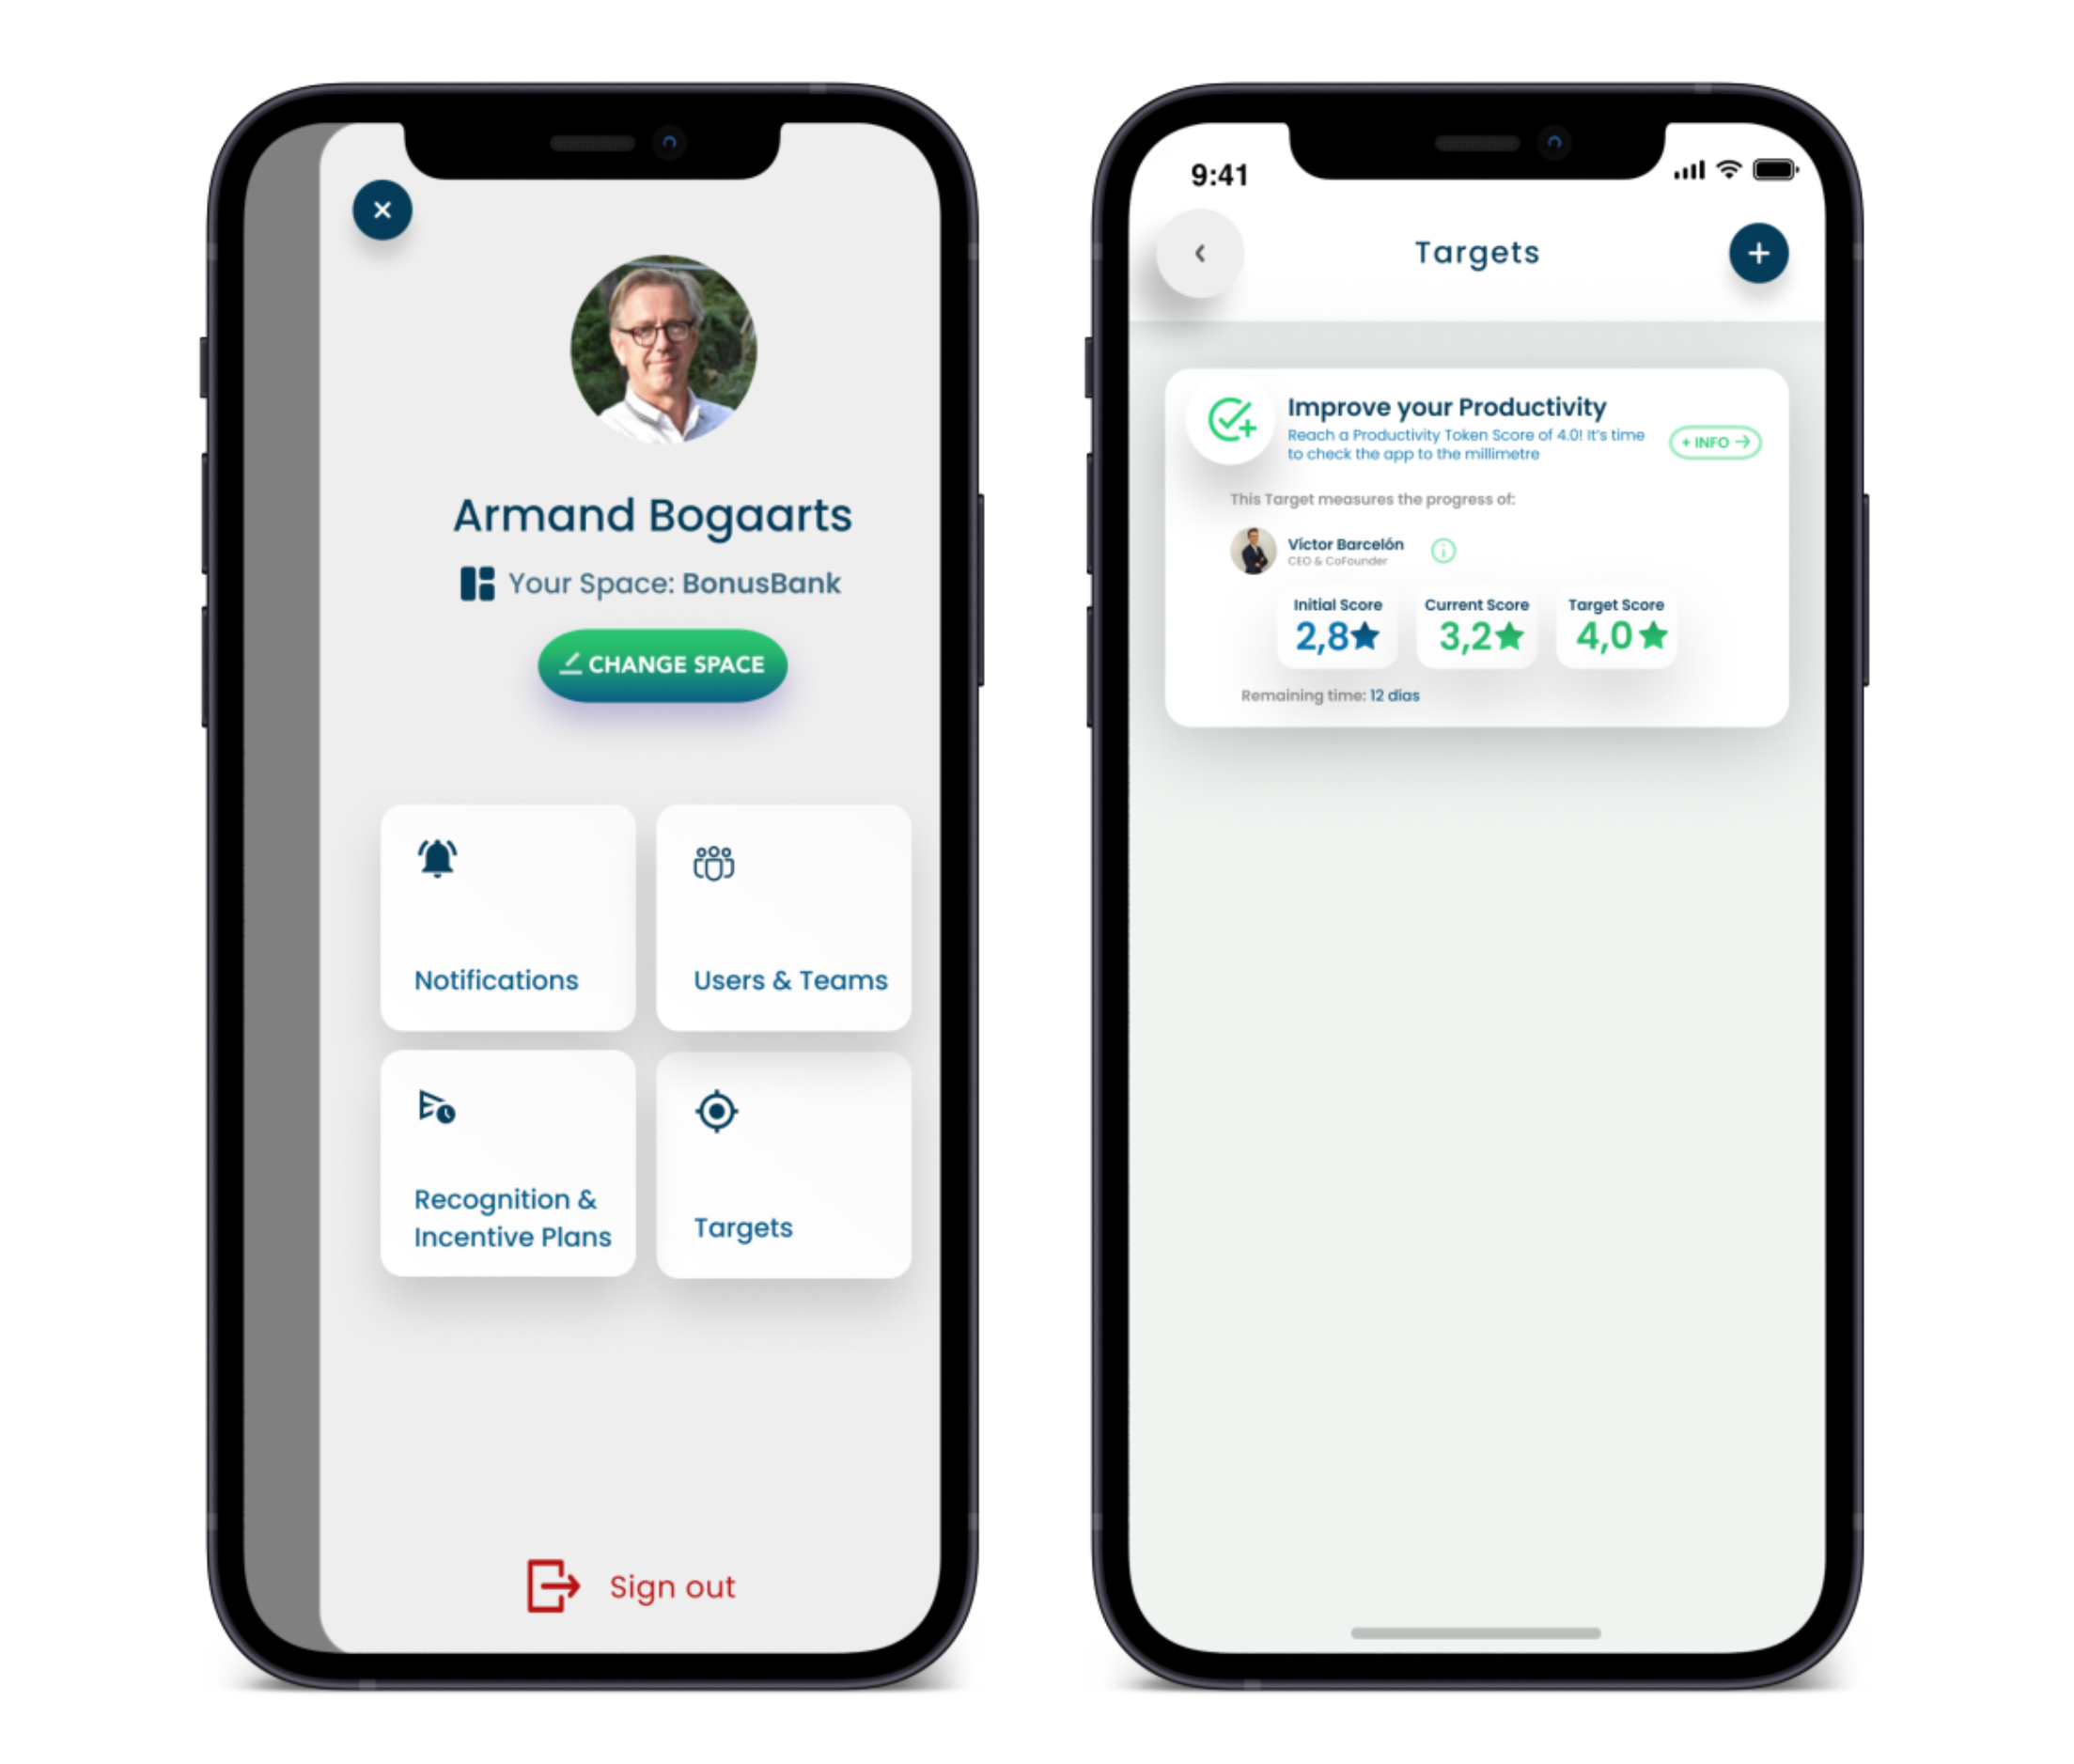 Armand Bogaarts
Your Space: BonusBank
CHANGE SPACE
Notifications
Users & Teams
Recognition &
Incentive Plans
Targets
Sign out
9:41
Targets
Improve your Productivity
Reach a Productivity Token Score of 4.0! It's time
to check the app to the millimetre
+ INFO
This Target measures the progress of:
Víctor Barcelón
CEO & CoFounder
Initial Score
2,8
Current Score
3,2
Target Score
4,0
Remaining time: 12 días